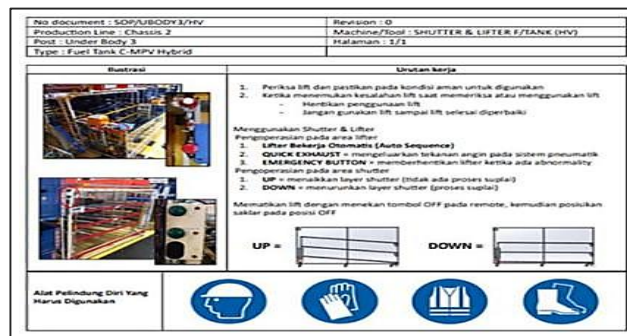 No document : SOP/UBODY3/HV
Revision : 0
Production Line : Chassis 2
Machine/Tool : SHUTTER & LIFTER F/TANK (HV)
Post : Under Body 3
Halaman : 1/1
Type : Fuel Tank C-MPV Hybrid
Ilustrasi
Urutan kerja
1. Periksa lift dan pastikan pada kondisi aman untuk digunakan
2. Ketika menemukan kesalahan lift saat memeriksa atau menggunakan lift
- Hentikan penggunaan lift
- Jangan gunakan lift sampai lift selesai diperbaiki
Menggunakan Shutter & Lifter
Pengoperasian pada area lifter
1. Lifter Bekerja Otomatis (Auto Sequence)
2. QUICK EXHAUST = mengeluarkan tekanan angin pada sistem pneumatik
3. EMERGENCY BUTTON = memberhentikan lifter ketika ada abnormality
Pengoperasian pada area shutter
1. UP = menaikkan layer shutter (tidak ada proses suplai)
2. DOWN = menurunkan layer shutter (proses suplai)
Mematikan lift dengan menekan tombol OFF pada remote, kemudian posisikan
saklar pada posisi OFF
UP =
DOWN =
Alat Pelindung Diri Yang
Harus Digunakan